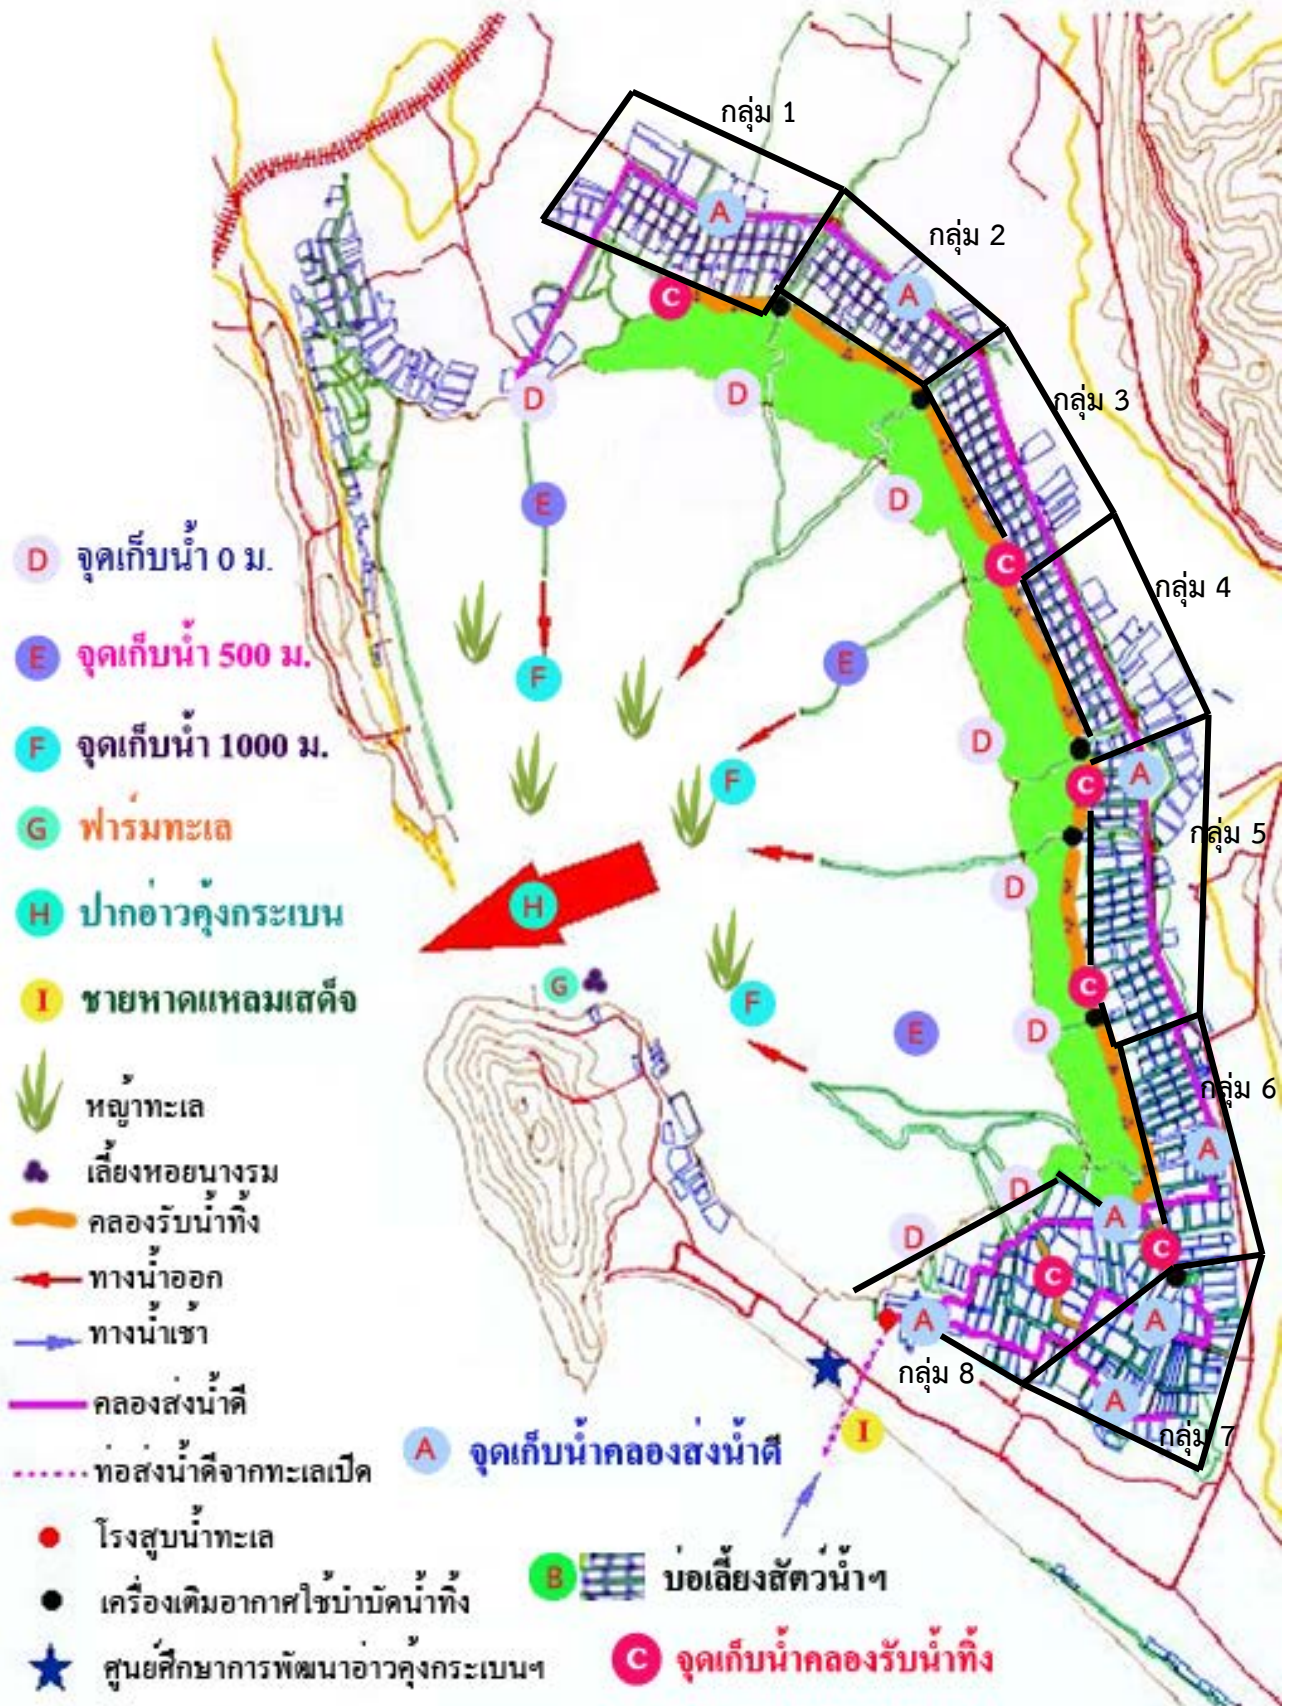 กลุ่ม 1
A
กลุ่ม 2
A
C
D
D
กลุ่ม 3
D
E
C
กลุ่ม 4
E
F
D
A
C
F
D
กลุ่ม 5
H
G
C
F
E
D
กลุ่ม 6
A
D
A
D
C
C
A
A
กลุ่ม 8
A
กลุ่ม 7
I
D จุดเก็บน้ำ 0 ม.
E จุดเก็บน้ำ 500 ม.
F จุดเก็บน้ำ 1000 ม.
G ฟาร์มทะเล
H ปากอ่าวคุ้งกระเบน
I ชายหาดแหลมเสด็จ
หญ้าทะเล
เลี้ยงหอยนางรม
คลองรับน้ำทิ้ง
ทางน้ำออก
ทางน้ำเช้า
คลองส่งน้ำดี
ท่อส่งน้ำดีจากทะเลเปิด
โรงสูบน้ำทะเล
เครื่องเติมอากาศใช้บำบัดน้ำทิ้ง
ศูนย์ศึกษาการพัฒนาอ่าวคุ้งกระเบนฯ
A จุดเก็บน้ำคลองส่งน้ำดี
B บ่อเลี้ยงสัตว์น้ำฯ
C จุดเก็บน้ำคลองรับน้ำทิ้ง